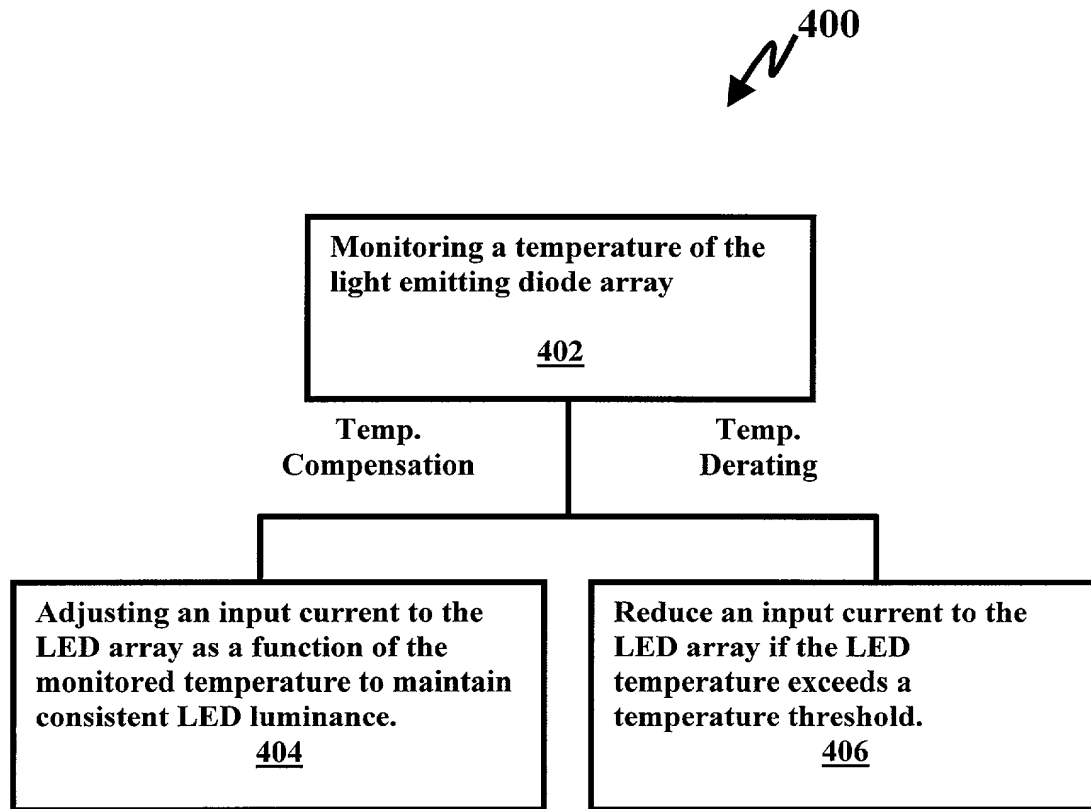 400
Monitoring a temperature of the
light emitting diode array
402
Temp.
Compensation
Temp.
Derating
Adjusting an input current to the
LED array as a function of the
monitored temperature to maintain
consistent LED luminance.
404
Reduce an input current to the
LED array if the LED
temperature exceeds a
temperature threshold.
406